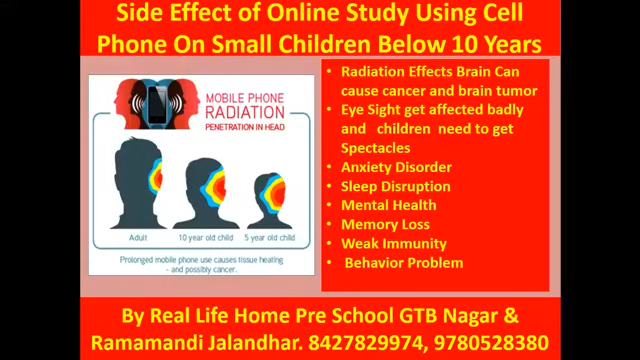 Side Effect of Online Study Using Cell
Phone On Small Children Below 10 Years
MOBILE PHONE
RADIATION
PENETRATION IN HEAD
Adult
10 year old child
5 year old child
Prolonged mobile phone use causes tissue heating
- and possibly cancer.
• Radiation Effects Brain Can
cause cancer and brain tumor
• Eye Sight get affected badly
and children need to get
Spectacles
• Anxiety Disorder
• Sleep Disruption
• Mental Health
• Memory Loss
• Weak Immunity
• Behavior Problem
By Real Life Home Pre School GTB Nagar &
Ramamandi Jalandhar. 8427829974, 9780528380